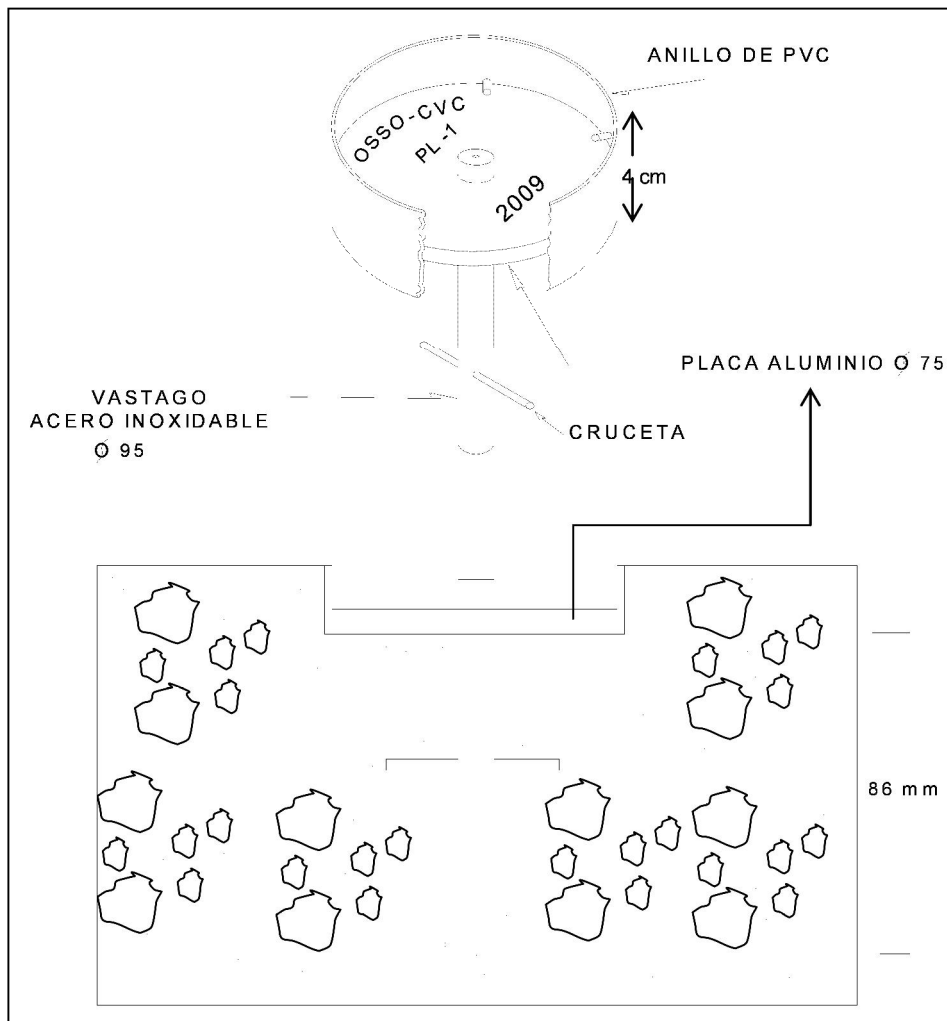 ANILLO DE PVC
OSSO-CVC
PL-1
2009
4 cm
PLACA ALUMINIO Ø 75
VASTAGO
ACERO INOXIDABLE
Ø 95
CRUCETA
86 mm